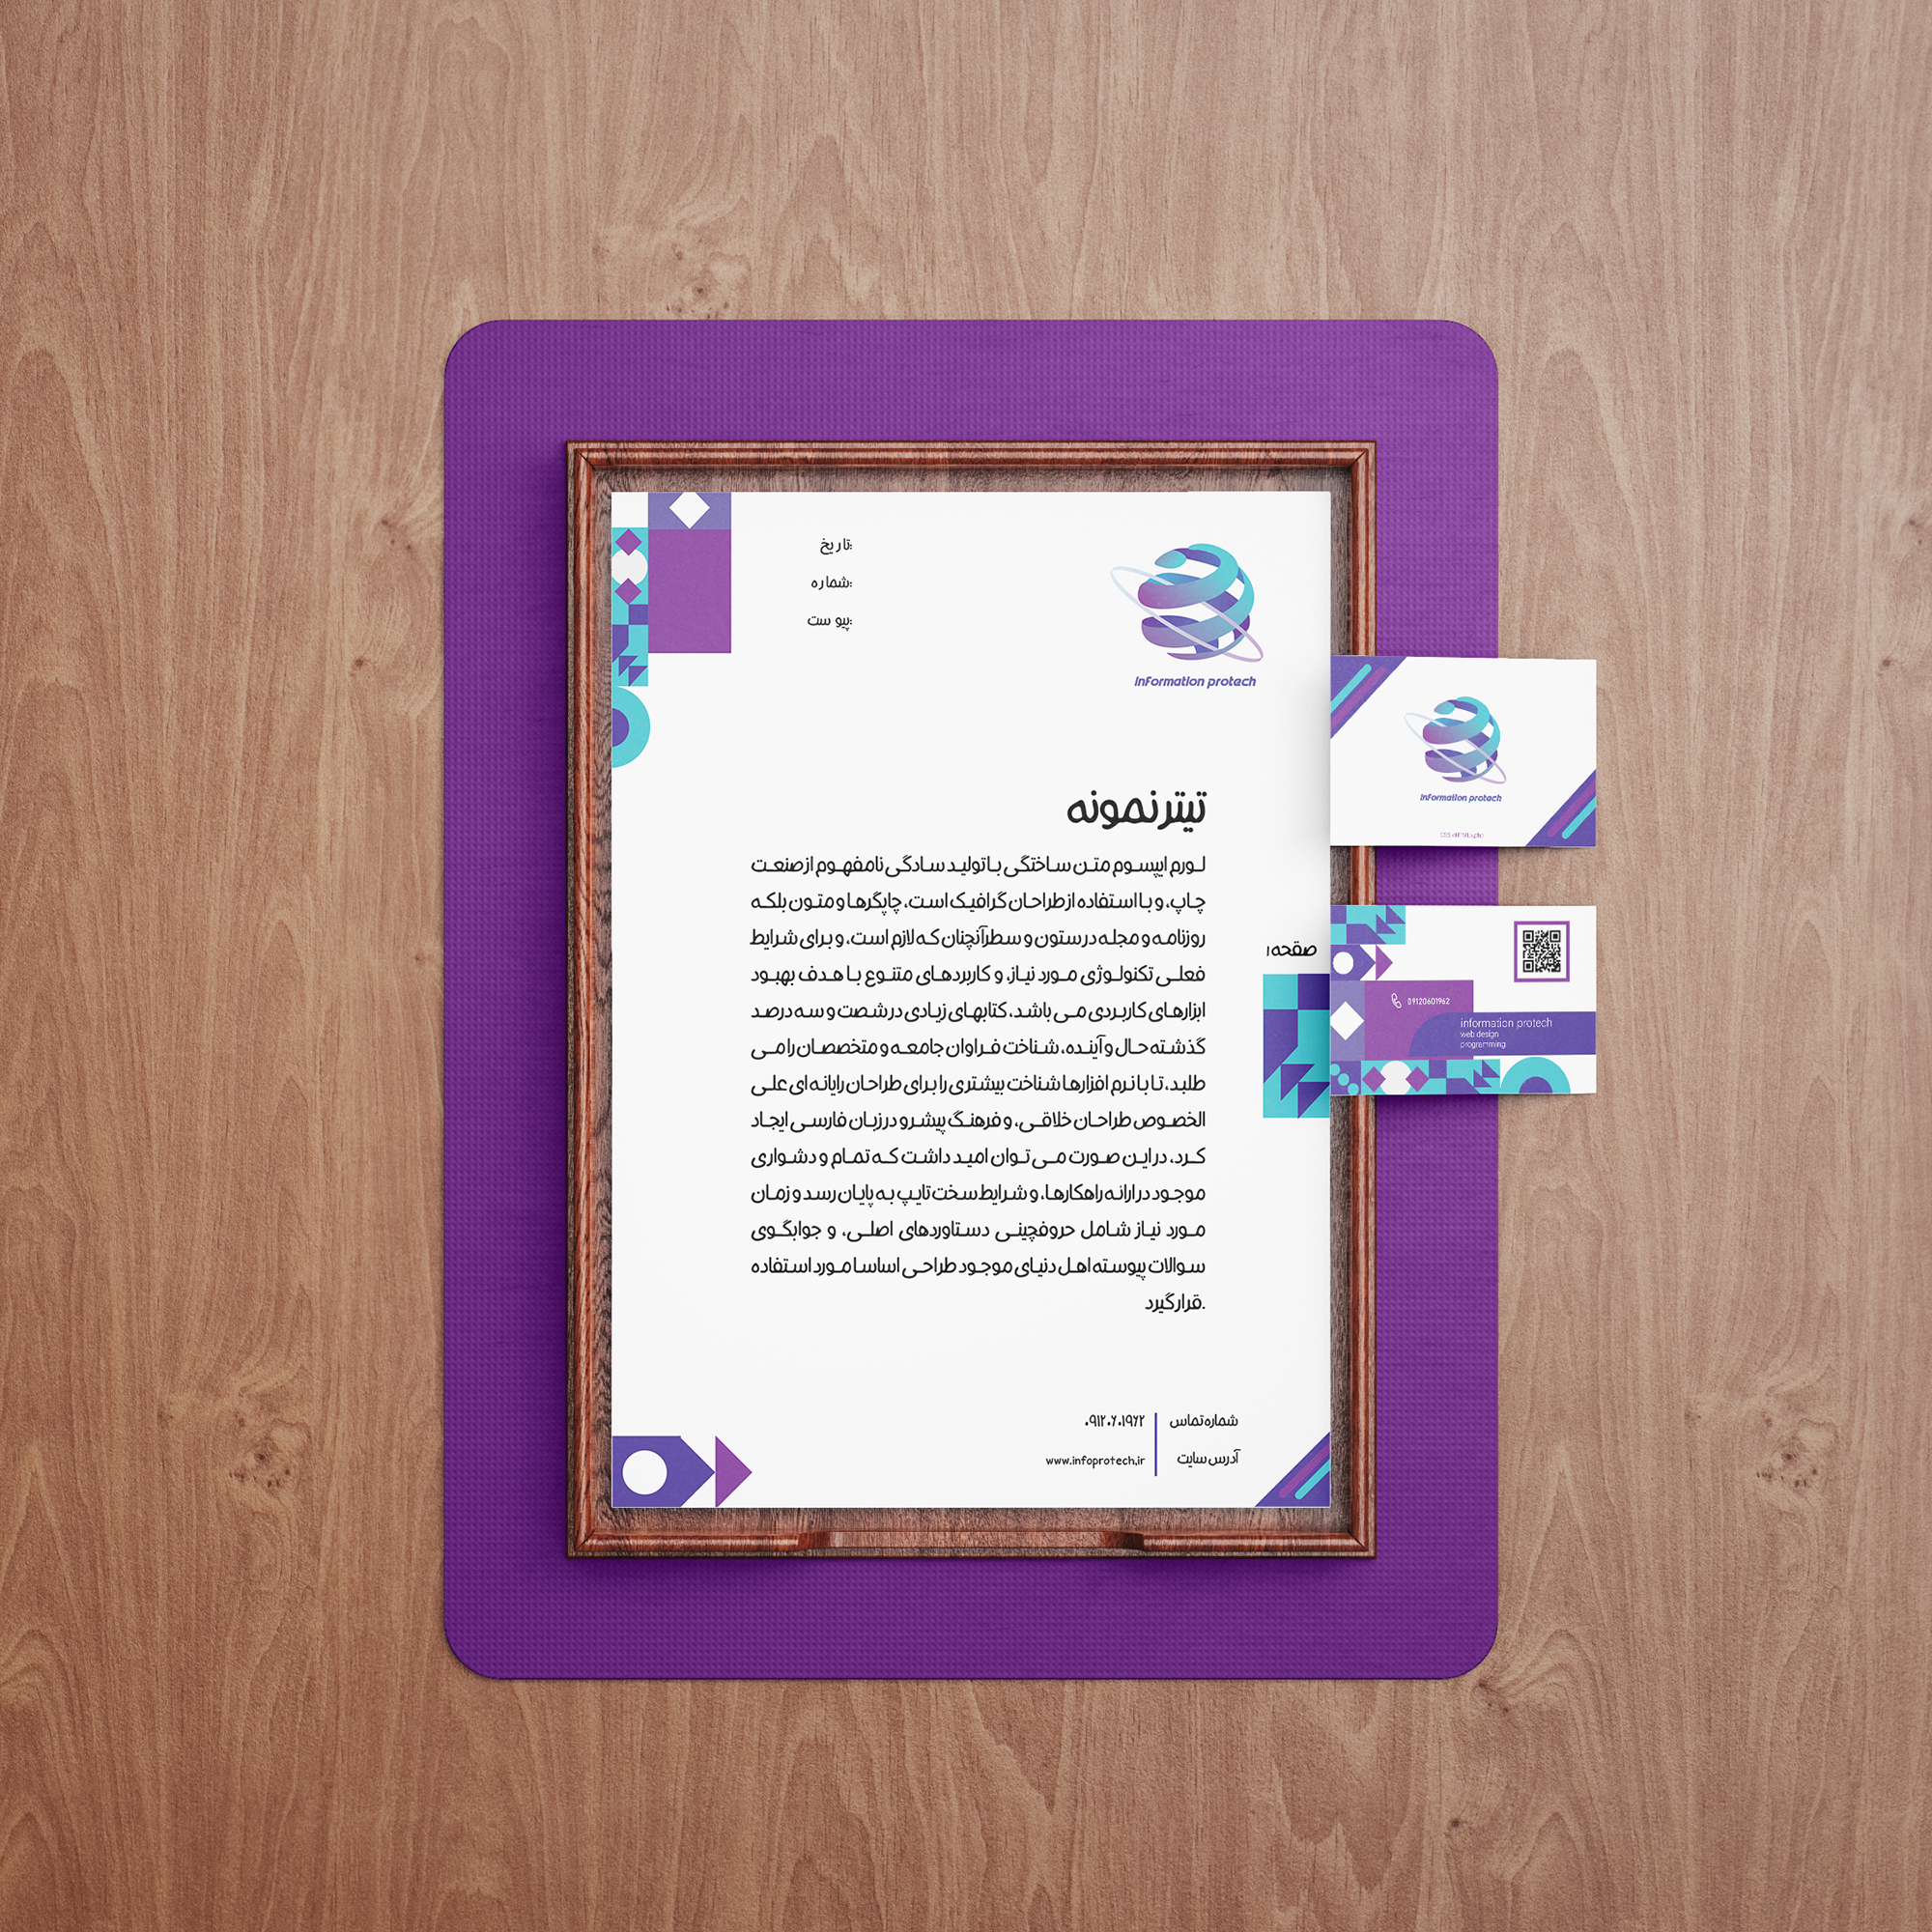 تاریخ:
شماره:
پیوست:
InFormation protech
تیتر نمونه
لورم ایپسوم متن ساختگی با تولید سادگی نامفهوم از صنعت
چاپ، و با استفاده از طراحان گرافیک است، چاپگرها و متون بلکه
روزنامه و مجله در ستون و سطرآنچنان که لازم است، و برای شرایط
فعلی تکنولوژی مورد نیاز، و کاربردهای متنوع با هدف بهبود
ابزارهای کاربردی می باشد، کتابهای زیادی در شصت و سه درصد
گذشته حال و آینده، شناخت فراوان جامعه و متخصصان را می
طلبد، تا با نرم افزارها شناخت بیشتری را برای طراحان رایانه ای علی
الخصوص طراحان خلاقی، و فرهنگ پیشرو در زبان فارسی ایجاد
کرد، در این صورت می توان امید داشت که تمام و دشواری
موجود در ارائه راهکارها، و شرایط سخت تایپ به پایان رسد و زمان
مورد نیاز شامل حروفچینی دستاوردهای اصلی، و جوابگوی
سوالات پیوسته اهل دنیای موجود طراحی اساسا مورد استفاده
قرار گیرد.
صفحه ۱
شماره تماس ۰۹۱۲۰۶۰۱۹۶۲
آدرس سایت www.infoprotech.ir
InFormation protech
09120601962
information protech
web design
programming